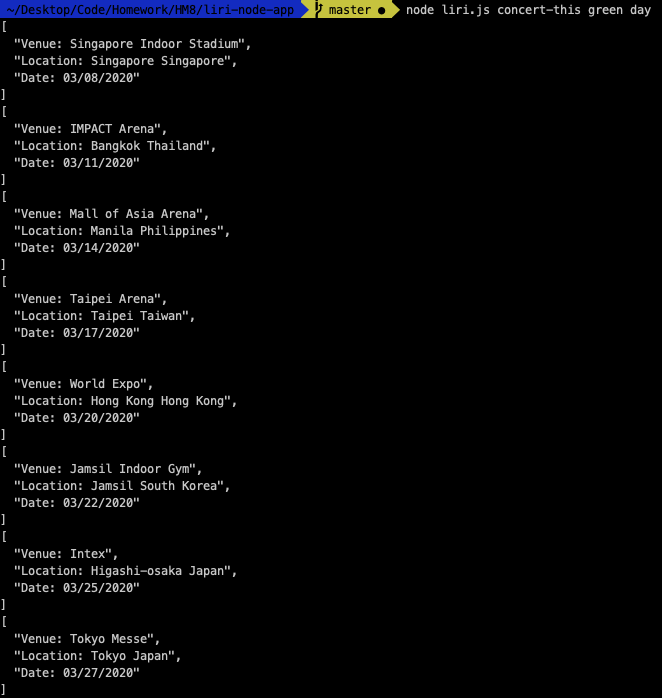 ~/Desktop/Code/Homework/HM8/liri-node-app master ● node liri.js concert-this green day
[
"Venue: Singapore Indoor Stadium",
"Location: Singapore Singapore",
"Date: 03/08/2020"
]
[
"Venue: IMPACT Arena",
"Location: Bangkok Thailand",
"Date: 03/11/2020"
]
[
"Venue: Mall of Asia Arena",
"Location: Manila Philippines",
"Date: 03/14/2020"
]
[
"Venue: Taipei Arena",
"Location: Taipei Taiwan",
"Date: 03/17/2020"
]
[
"Venue: World Expo",
"Location: Hong Kong Hong Kong",
"Date: 03/20/2020"
]
[
"Venue: Jamsil Indoor Gym",
"Location: Jamsil South Korea",
"Date: 03/22/2020"
]
[
"Venue: Intex",
"Location: Higashi-osaka Japan",
"Date: 03/25/2020"
]
[
"Venue: Tokyo Messe",
"Location: Tokyo Japan",
"Date: 03/27/2020"
]